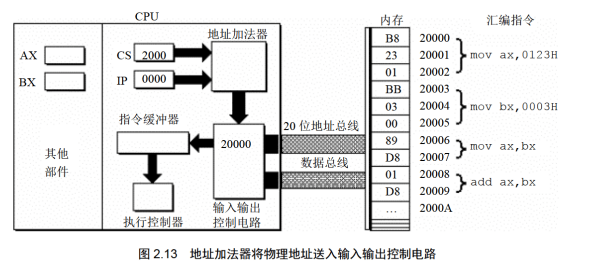 CPU
内存
汇编指令
地址加法器
AX
BX
CS 2000
IP 0000
指令缓冲器
20000
20 位地址总线
数据总线
其他
部件
执行控制器
输入输出
控制电路
B8 20000
23 20001 mov ax,0123H
01 20002
BB 20003
03 20004 mov bx,0003H
00 20005
89 20006
mov ax,bx
D8 20007
01 20008
add ax,bx
D8 20009
... 2000A
图 2.13 地址加法器将物理地址送入输入输出控制电路